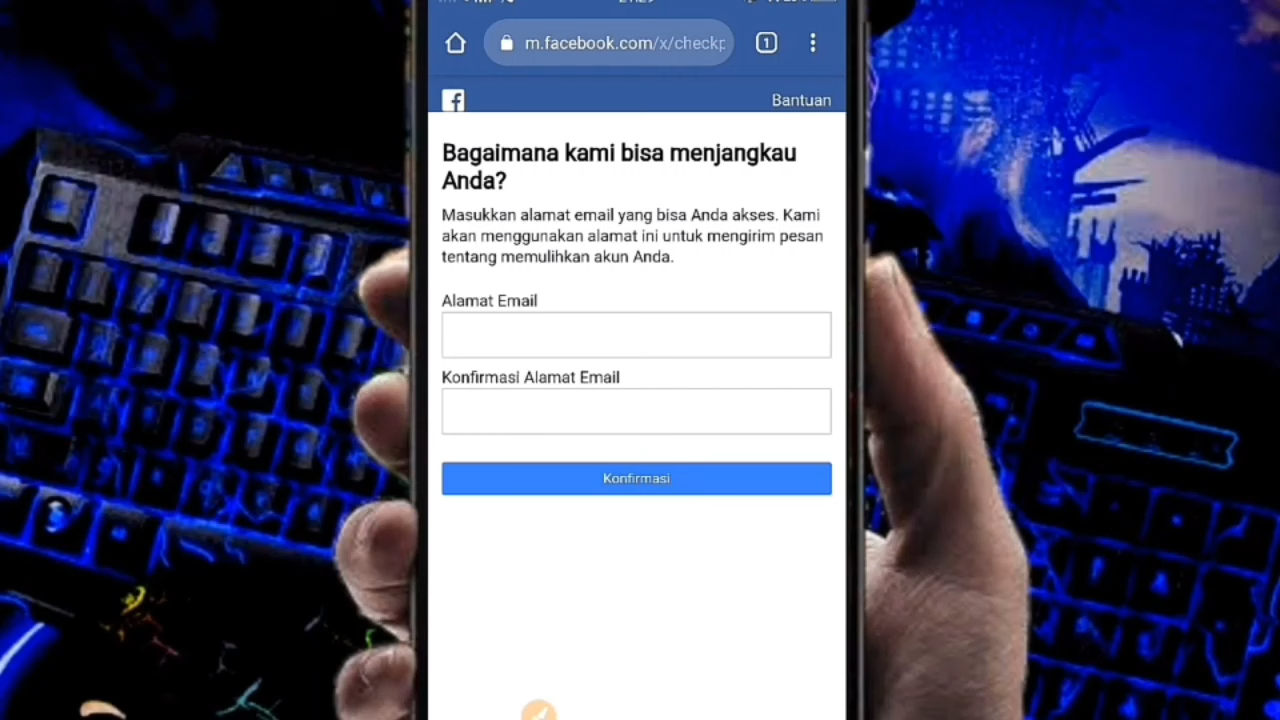 1
m.facebook.com/x/checkp
f
Bantuan
Bagaimana kami bisa menjangkau
Anda?
Masukkan alamat email yang bisa Anda akses. Kami
akan menggunakan alamat ini untuk mengirim pesan
tentang memulihkan akun Anda.
Alamat Email
Konfirmasi Alamat Email
Konfirmasi